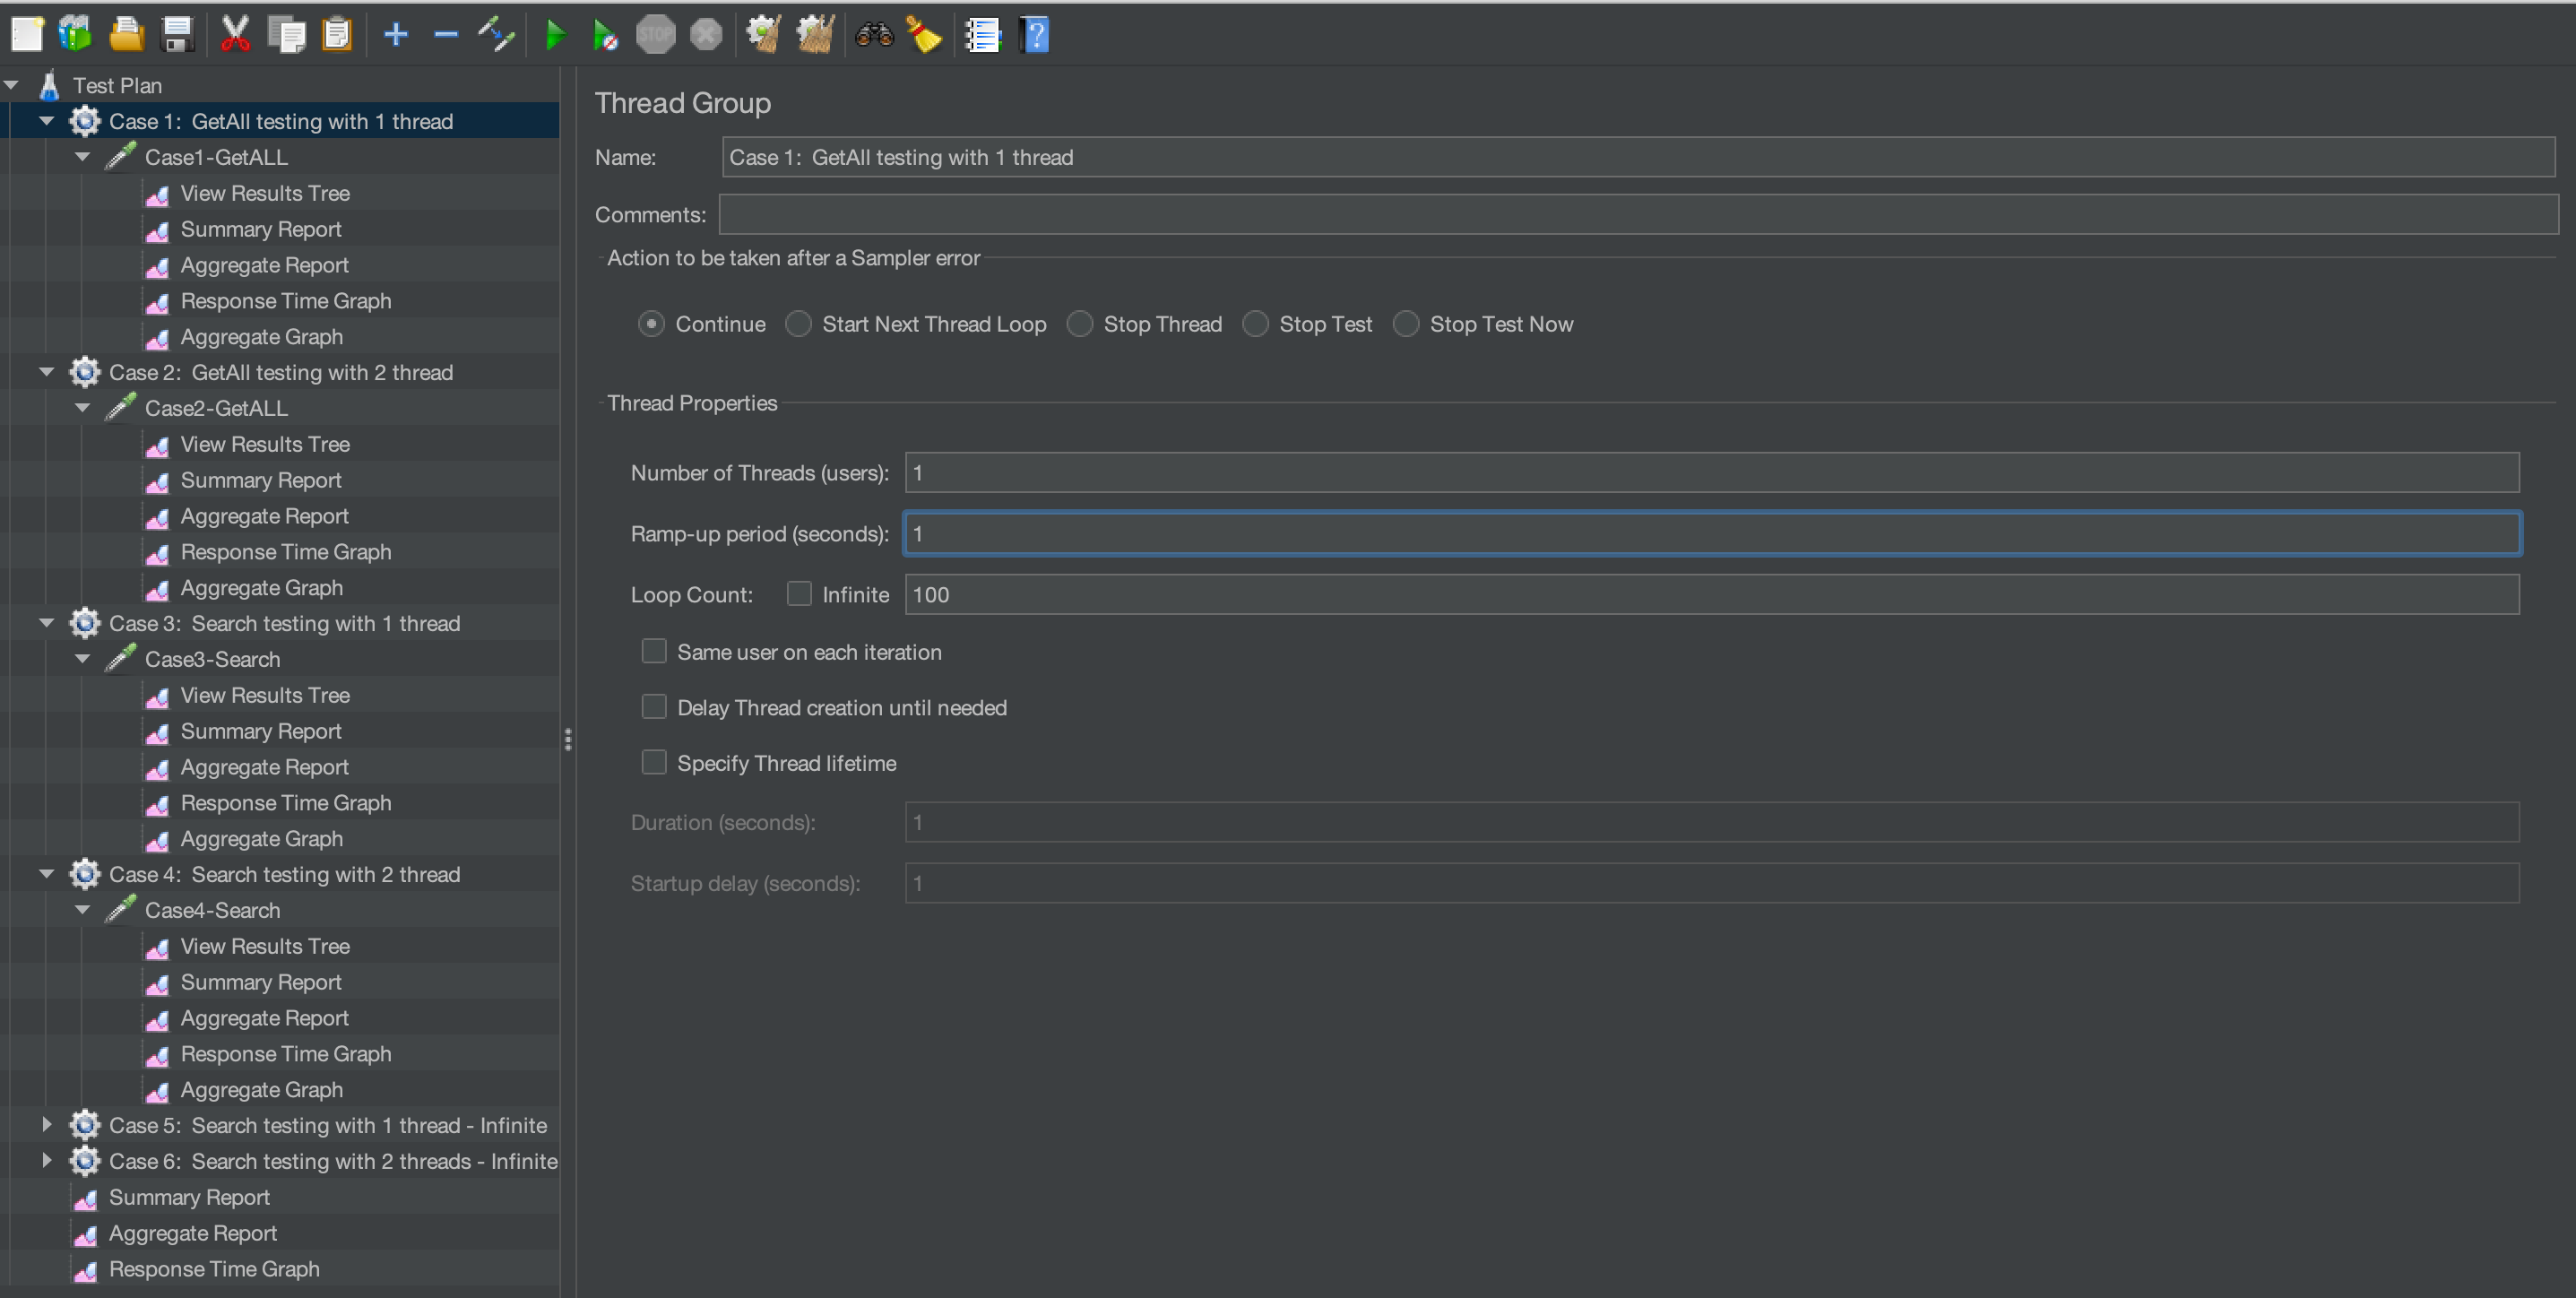 STOP
?
Test Plan
Case 1:  GetAll testing with 1 thread
Case1-GetALL
View Results Tree
Summary Report
Aggregate Report
Response Time Graph
Aggregate Graph
Case 2:  GetAll testing with 2 thread
Case2-GetALL
View Results Tree
Summary Report
Aggregate Report
Response Time Graph
Aggregate Graph
Case 3:  Search testing with 1 thread
Case3-Search
View Results Tree
Summary Report
Aggregate Report
Response Time Graph
Aggregate Graph
Case 4:  Search testing with 2 thread
Case4-Search
View Results Tree
Summary Report
Aggregate Report
Response Time Graph
Aggregate Graph
Case 5:  Search testing with 1 thread - Infinite
Case 6:  Search testing with 2 threads - Infinite
Summary Report
Aggregate Report
Response Time Graph
Thread Group
Name: Case 1:  GetAll testing with 1 thread
Comments:
Action to be taken after a Sampler error
Continue Start Next Thread Loop Stop Thread Stop Test Stop Test Now
Thread Properties
Number of Threads (users): 1
Ramp-up period (seconds): 1
Loop Count: Infinite 100
Same user on each iteration
Delay Thread creation until needed
Specify Thread lifetime
Duration (seconds): 1
Startup delay (seconds): 1